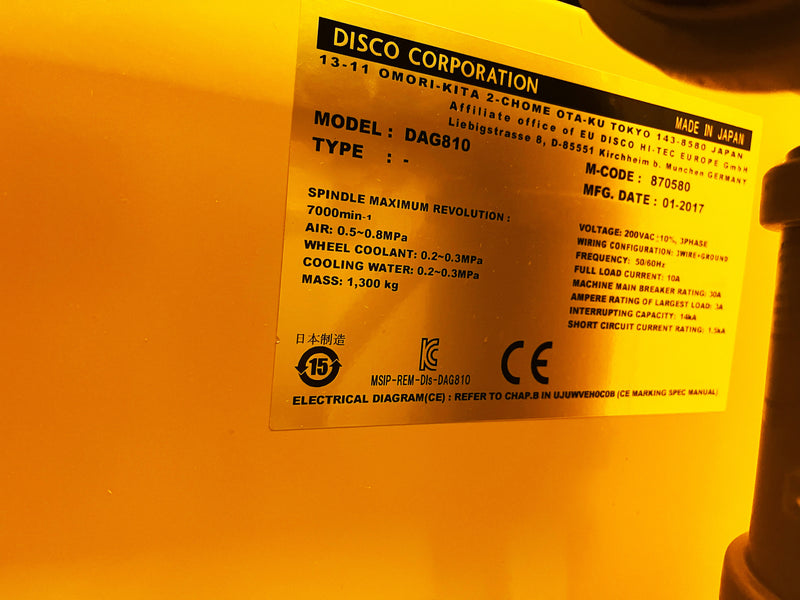 DISCO CORPORATION
MADE IN JAPAN
13-11 OMORI-KITA 2-CHOME OTA-KU TOKYO 143-8580 JAPAN
Affiliate office of EU DISCO HI-TEC EUROPE GmbH
Liebigstrasse 8, D-85551 Kirchheim b. Munchen GERMANY
MODEL : DAG810
TYPE : -
M-CODE : 870580
MFG. DATE : 01-2017
SPINDLE MAXIMUM REVOLUTION :
7000min-1
AIR: 0.5~0.8MPa
WHEEL COOLANT: 0.2~0.3MPa
COOLING WATER: 0.2~0.3MPa
MASS: 1,300 kg
VOLTAGE: 200VAC ±10%, 3PHASE
WIRING CONFIGURATION: 3WIRE+GROUND
FREQUENCY: 50/60Hz
FULL LOAD CURRENT: 10A
MACHINE MAIN BREAKER RATING: 30A
AMPERE RATING OF LARGEST LOAD: 3A
INTERRUPTING CAPACITY: 14kA
SHORT CIRCUIT CURRENT RATING: 1.5kA
日本制造
15
KC
MSIP-REM-DIs-DAG810
CE
ELECTRICAL DIAGRAM(CE) : REFER TO CHAP.B IN UJUWVEH0CDB (CE MARKING SPEC MANUAL)